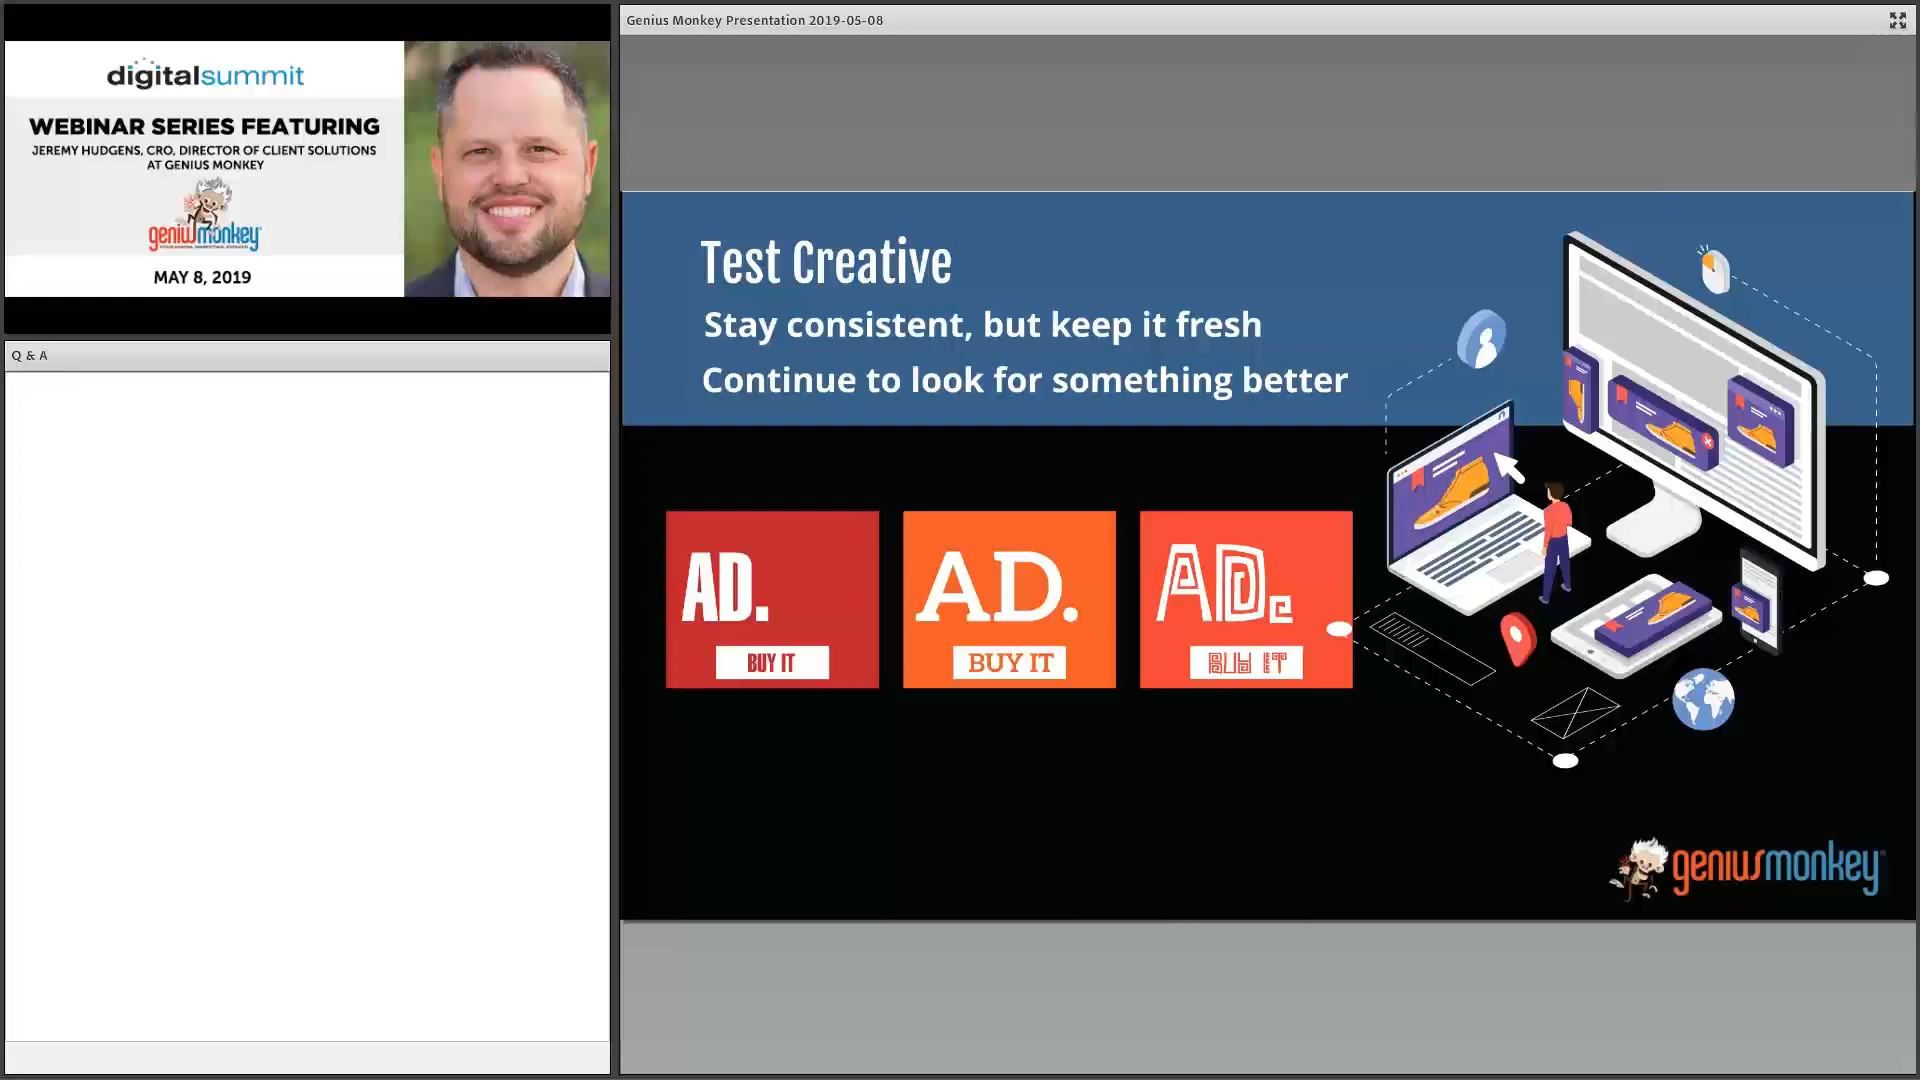 digitalsummit
WEBINAR SERIES FEATURING
JEREMY HUDGENS, CRO, DIRECTOR OF CLIENT SOLUTIONS
AT GENIUS MONKEY
geniusmonkey
MAY 8, 2019
Q & A
Genius Monkey Presentation 2019-05-08
Test Creative
Stay consistent, but keep it fresh
Continue to look for something better
AD.
BUY IT
AD.
BUY IT
AD.
BUY IT
geniusmonkey